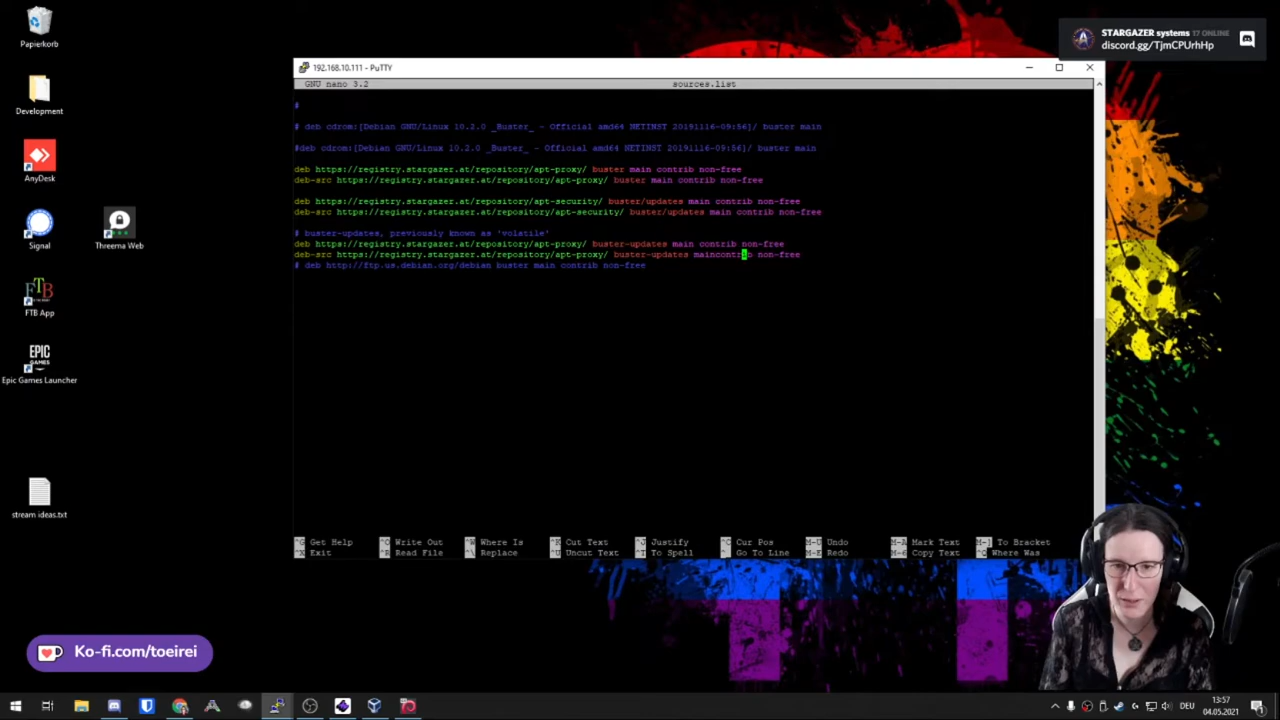 Papierkorb
Development
AnyDesk
Signal
Threema Web
FTB
FTB App
EPIC GAMES
Epic Games Launcher
stream ideas.txt
Ko-fi.com/toeirei
STARGAZER systems 17 ONLINE
discord.gg/TjmCPUrhHp
192.168.10.111 - PuTTY
GNU nano 3.2 sources.list
#
# deb cdrom:[Debian GNU/Linux 10.2.0 _Buster_ - Official amd64 NETINST 20191116-09:56]/ buster main
#deb cdrom:[Debian GNU/Linux 10.2.0 _Buster_ - Official amd64 NETINST 20191116-09:56]/ buster main
deb https://registry.stargazer.at/repository/apt-proxy/ buster main contrib non-free
deb-src https://registry.stargazer.at/repository/apt-proxy/ buster main contrib non-free
deb https://registry.stargazer.at/repository/apt-security/ buster/updates main contrib non-free
deb-src https://registry.stargazer.at/repository/apt-security/ buster/updates main contrib non-free
# buster-updates, previously known as 'volatile'
deb https://registry.stargazer.at/repository/apt-proxy/ buster-updates main contrib non-free
deb-src https://registry.stargazer.at/repository/apt-proxy/ buster-updates maincontrib non-free
# deb http://ftp.us.debian.org/debian buster main contrib non-free
^G Get Help ^O Write Out ^W Where Is ^K Cut Text ^J Justify ^C Cur Pos M-U Undo M-A Mark Text M-] To Bracket
^X Exit ^R Read File ^\ Replace ^U Uncut Text ^T To Spell ^_ Go To Line M-E Redo M-6 Copy Text ^Q Where Was
DEU
13:57
04.05.2021